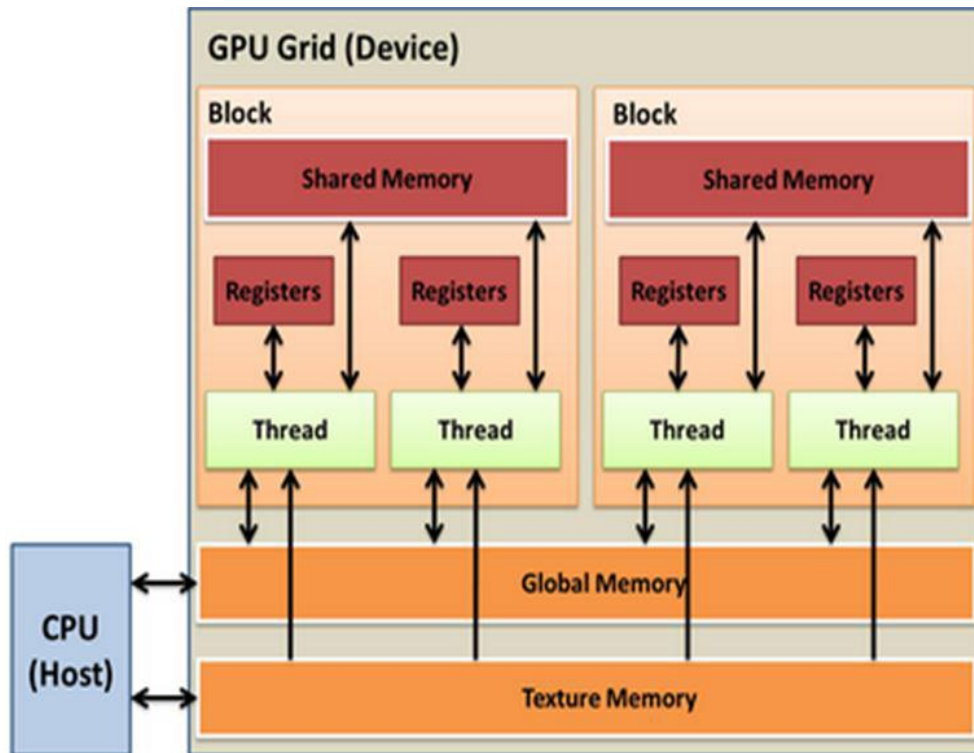 GPU Grid (Device)
Block
Block
Shared Memory
Shared Memory
Registers
Registers
Registers
Registers
Thread
Thread
Thread
Thread
Global Memory
CPU
(Host)
Texture Memory